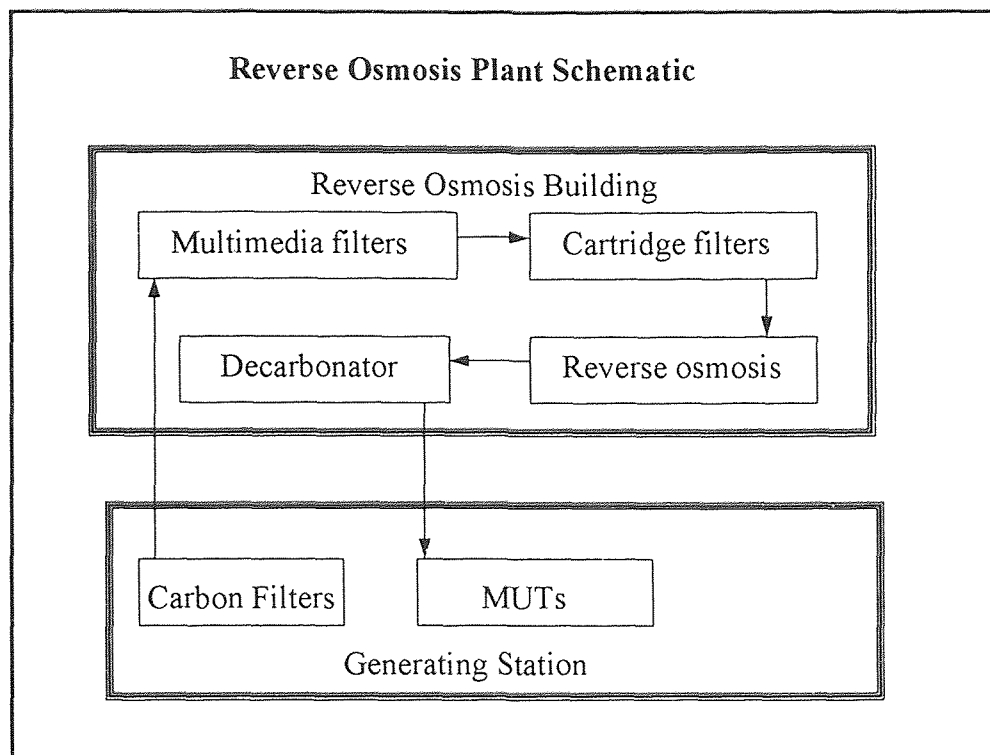 Reverse Osmosis Plant Schematic
Reverse Osmosis Building
Multimedia filters
Cartridge filters
Decarbonator
Reverse osmosis
Carbon Filters
MUTs
Generating Station